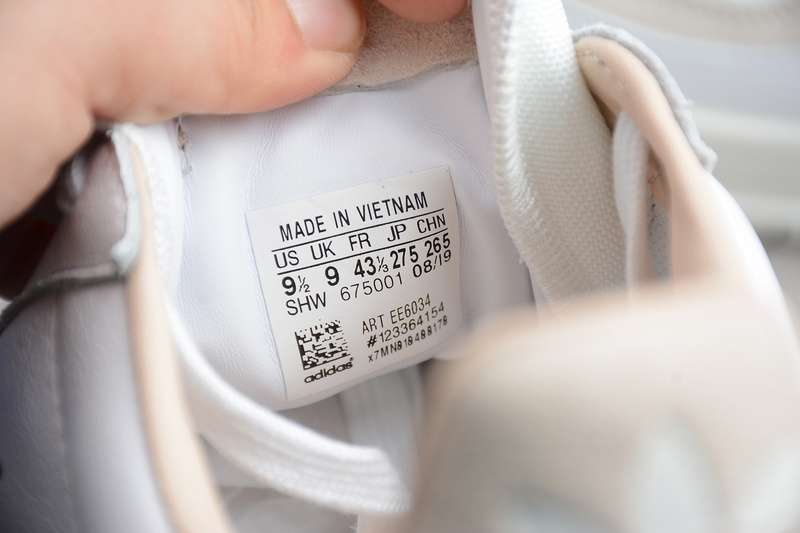 MADE IN VIETNAM
US UK FR JP CHN
9½ 9 43⅓ 275 265
SHW 675001 08/19
ART EE6034
#123364154
x7MN010480178
adidas®